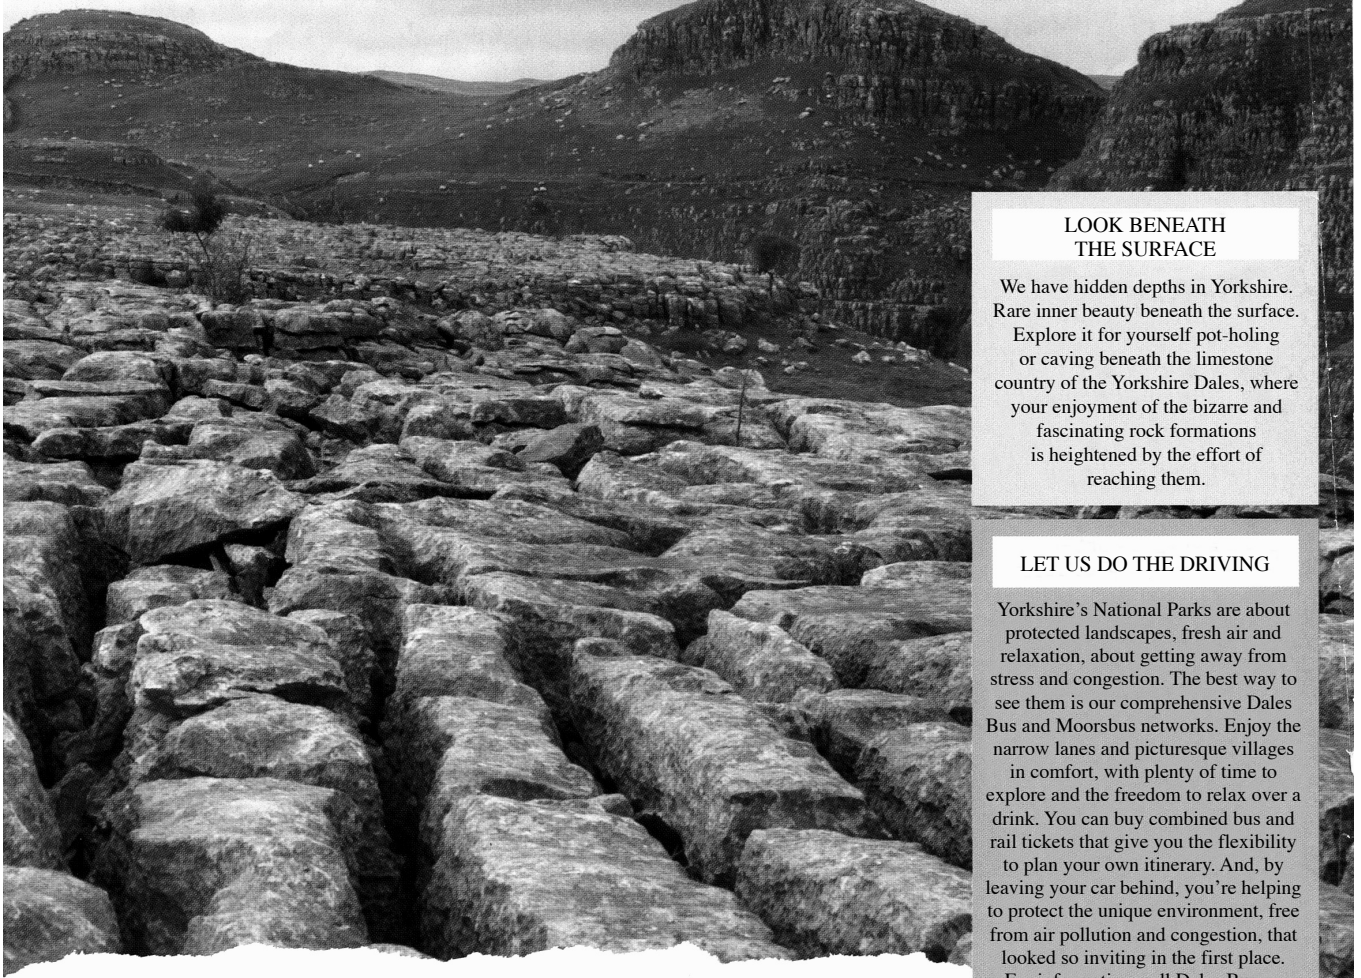 LOOK BENEATH
THE SURFACE
We have hidden depths in Yorkshire.
Rare inner beauty beneath the surface.
Explore it for yourself pot-holing
or caving beneath the limestone
country of the Yorkshire Dales, where
your enjoyment of the bizarre and
fascinating rock formations
is heightened by the effort of
reaching them.
LET US DO THE DRIVING
Yorkshire's National Parks are about
protected landscapes, fresh air and
relaxation, about getting away from
stress and congestion. The best way to
see them is our comprehensive Dales
Bus and Moorsbus networks. Enjoy the
narrow lanes and picturesque villages
in comfort, with plenty of time to
explore and the freedom to relax over a
drink. You can buy combined bus and
rail tickets that give you the flexibility
to plan your own itinerary. And, by
leaving your car behind, you're helping
to protect the unique environment, free
from air pollution and congestion, that
looked so inviting in the first place.